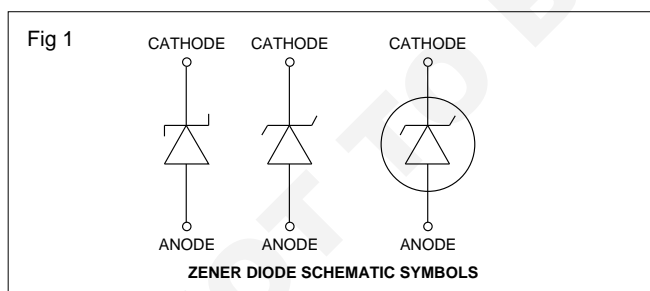 Fig 1
CATHODE CATHODE CATHODE
ANODE ANODE ANODE
ZENER DIODE SCHEMATIC SYMBOLS